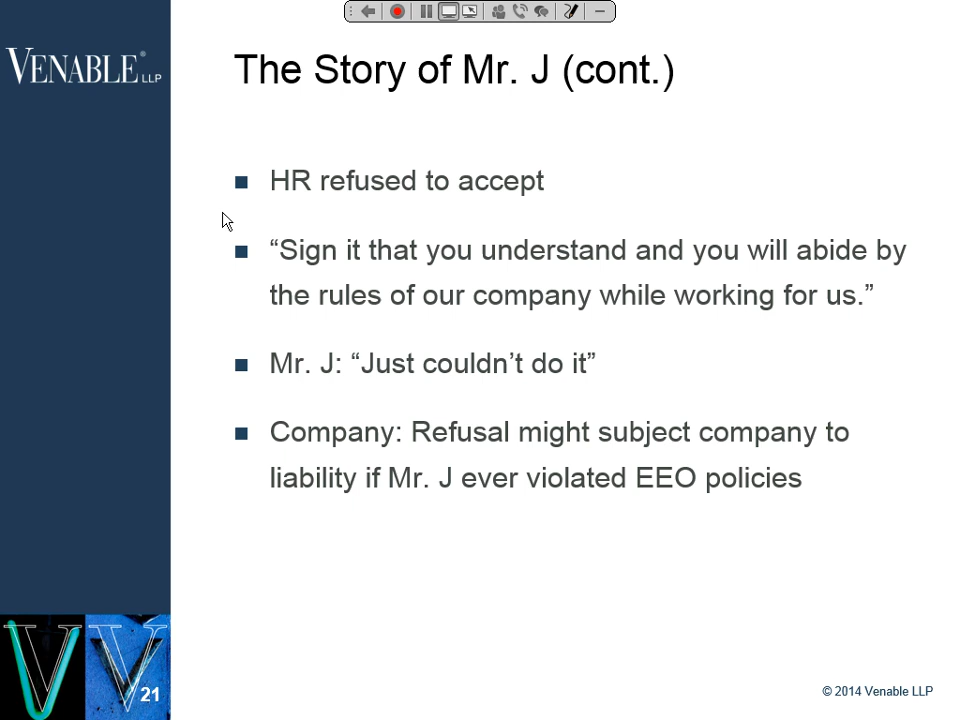 VENABLE® LLP
The Story of Mr. J (cont.)
HR refused to accept
“Sign it that you understand and you will abide by
the rules of our company while working for us.”
Mr. J: “Just couldn’t do it”
Company: Refusal might subject company to
liability if Mr. J ever violated EEO policies
21
© 2014 Venable LLP